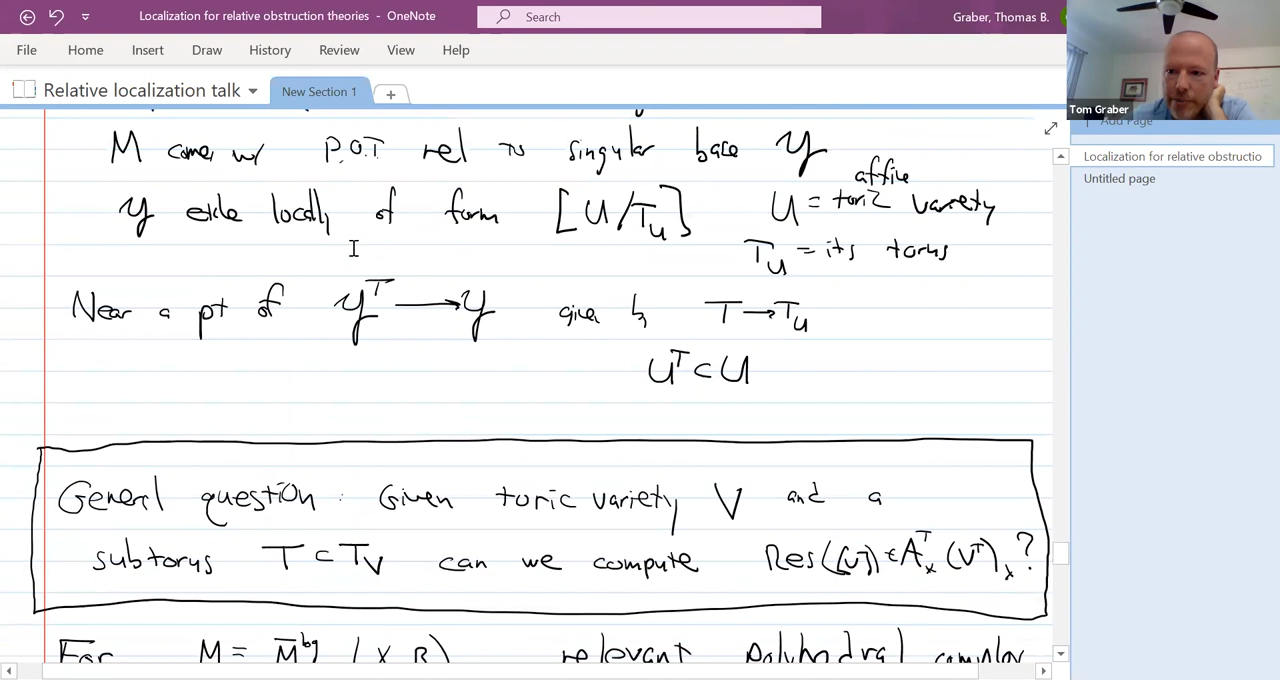 Localization for relative obstruction theories - OneNote
Search
Graber, Thomas B.
File Home Insert Draw History Review View Help
Relative localization talk
New Section 1
Tom Graber
Add Page
Localization for relative obstructio
Untitled page
M comes w/ P.O.T rel to singular base Y
Y etale locally of form [U/T_U] U = affine toric variety
T_U = its torus
Near a pt of Y^T → Y given by T → T_U
U^T ⊂ U
General question: Given toric variety V and a
subtorus T ⊂ T_V can we compute Res([V]) ∈ A^T_*(V^T)_x?
For M = M̄^bg (X, B) relevant polyhedral complex